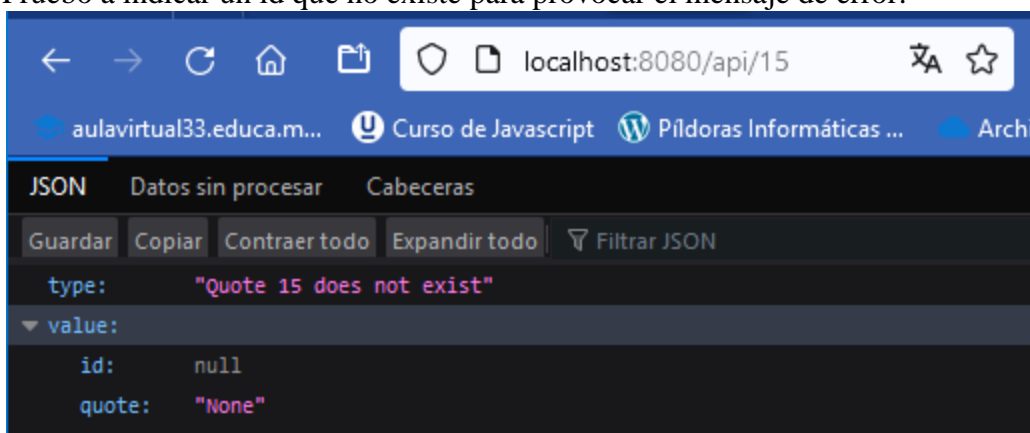 Pruebo a indicar un id que no existe para provocar el mensaje de error.
localhost:8080/api/15
aulavirtual33.educa.m... Curso de Javascript Píldoras Informáticas ... Archi
JSON Datos sin procesar Cabeceras
Guardar Copiar Contraer todo Expandir todo Filtrar JSON
type: "Quote 15 does not exist"
value:
id: null
quote: "None"